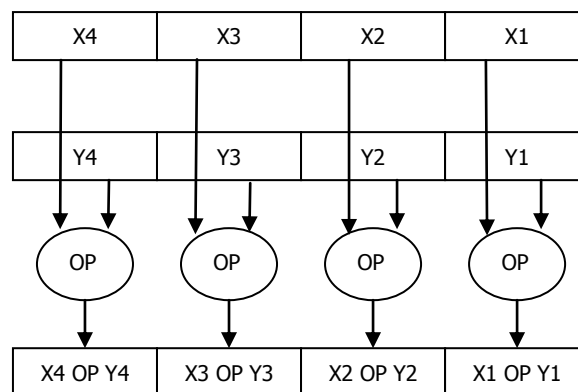 X4 X3 X2 X1
Y4 Y3 Y2 Y1
OP OP OP OP
X4 OP Y4 X3 OP Y3 X2 OP Y2 X1 OP Y1